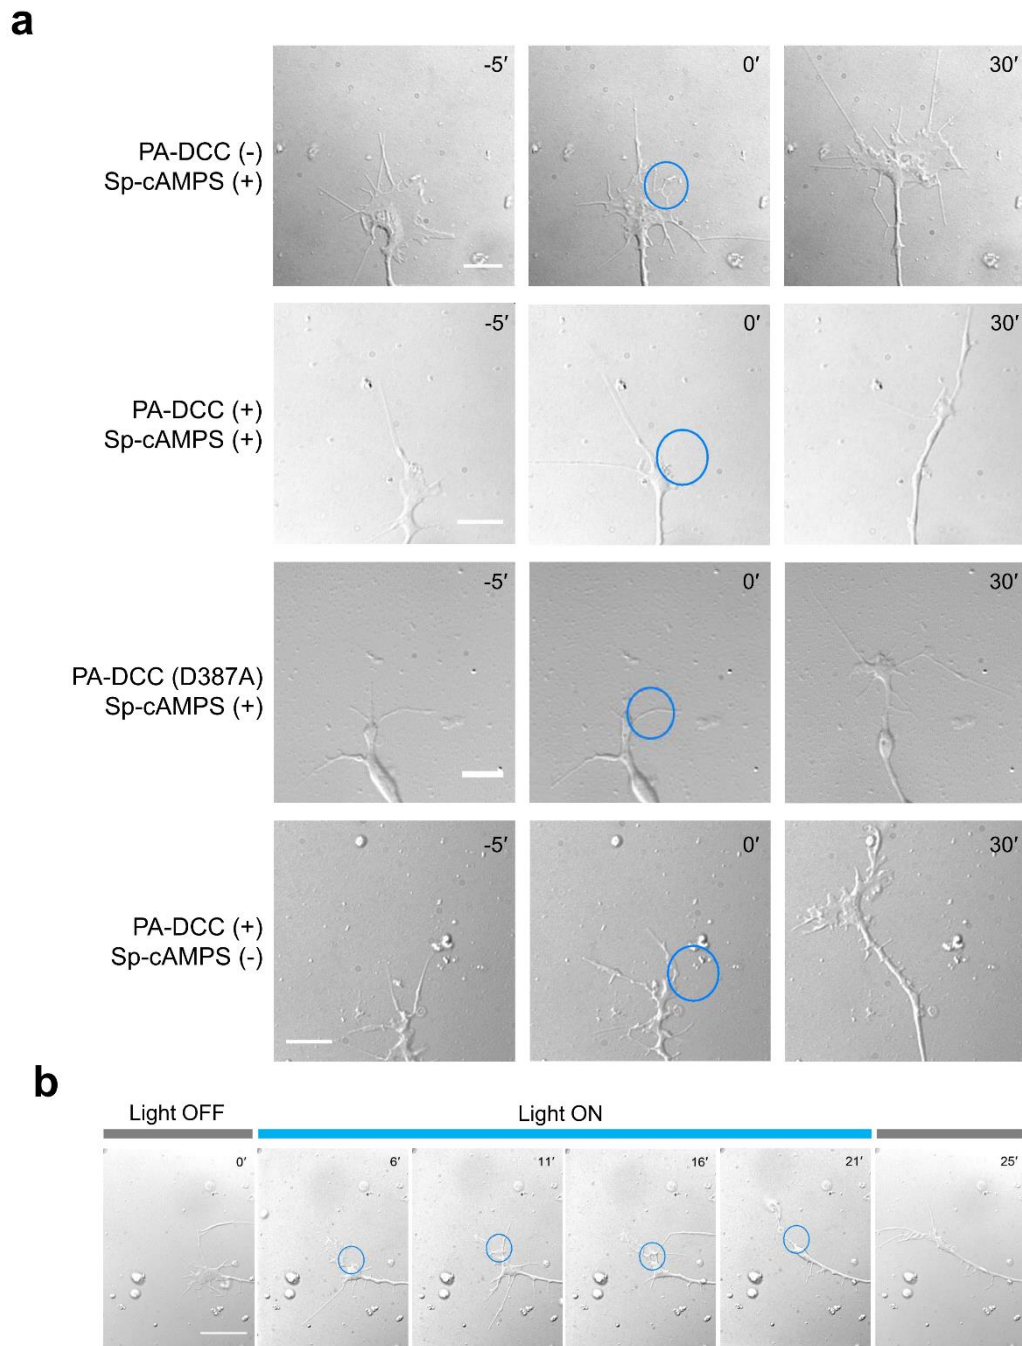 a
-5′
0′
30′
PA-DCC (-)
Sp-cAMPS (+)
-5′
0′
30′
PA-DCC (+)
Sp-cAMPS (+)
-5′
0′
30′
PA-DCC (D387A)
Sp-cAMPS (+)
-5′
0′
30′
PA-DCC (+)
Sp-cAMPS (-)
b
Light OFF
Light ON
0′
6′
11′
16′
21′
25′